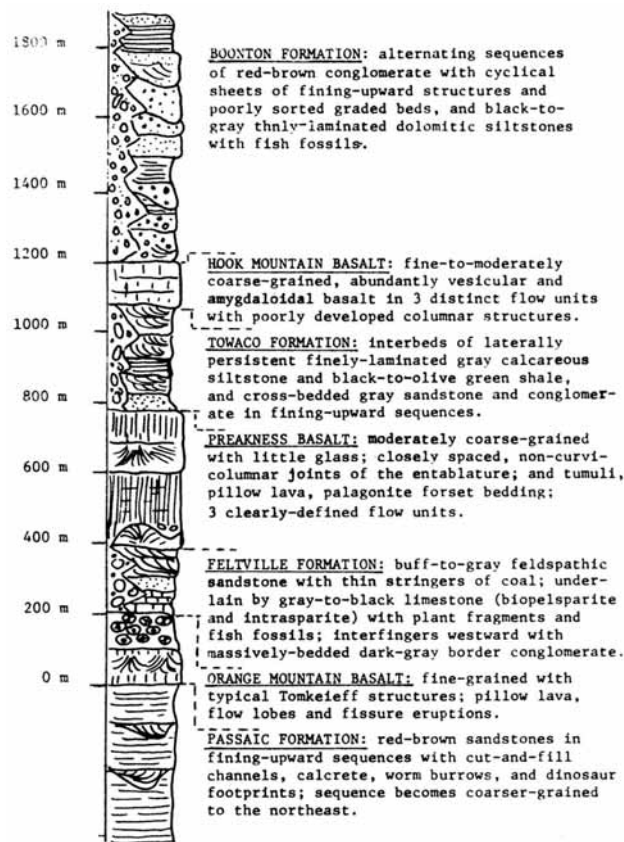 1800 m
BOONTON FORMATION: alternating sequences
of red-brown conglomerate with cyclical
sheets of fining-upward structures and
1600 m
poorly sorted graded beds, and black-to-
gray thnly-laminated dolomitic siltstones
with fish fossils.
1400 m
1200 m
HOOK MOUNTAIN BASALT: fine-to-moderately
coarse-grained, abundantly vesicular and
amygdaloidal basalt in 3 distinct flow units
with poorly developed columnar structures.
1000 m
TOWACO FORMATION: interbeds of laterally
persistent finely-laminated gray calcareous
siltstone and black-to-olive green shale,
800 m
and cross-bedded gray sandstone and conglomer-
ate in fining-upward sequences.
PREAKNESS BASALT: moderately coarse-grained
with little glass; closely spaced, non-curvi-
600 m
columnar joints of the entablature; and tumuli,
pillow lava, palagonite forset bedding;
3 clearly-defined flow units.
400 m
FELTVILLE FORMATION: buff-to-gray feldspathic
sandstone with thin stringers of coal; under-
200 m
lain by gray-to-black limestone (biopelsparite
and intrasparite) with plant fragments and
fish fossils; interfingers westward with
massively-bedded dark-gray border conglomerate.
0 m
ORANGE MOUNTAIN BASALT: fine-grained with
typical Tomkeieff structures; pillow lava,
flow lobes and fissure eruptions.
PASSAIC FORMATION: red-brown sandstones in
fining-upward sequences with cut-and-fill
channels, calcrete, worm burrows, and dinosaur
footprints; sequence becomes coarser-grained
to the northeast.